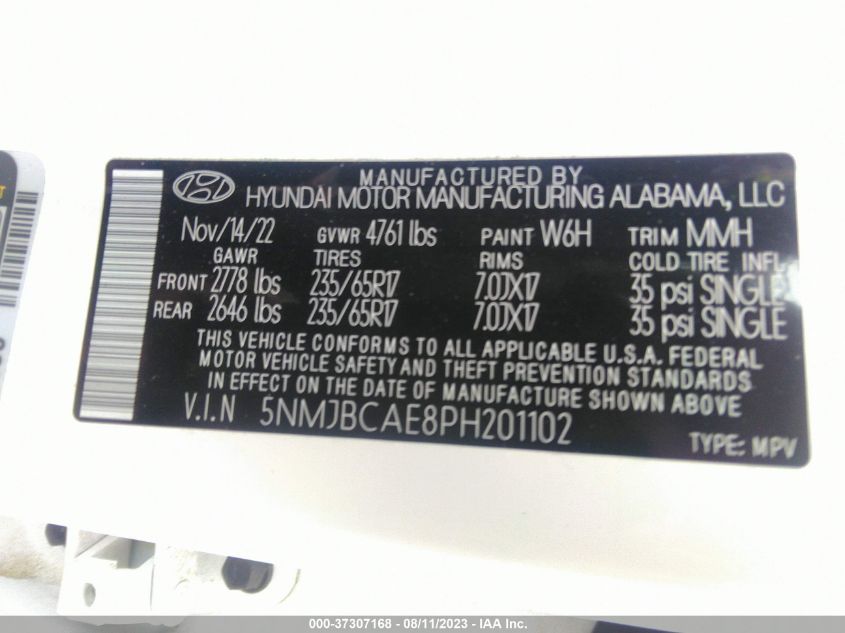 MANUFACTURED BY
HYUNDAI MOTOR MANUFACTURING ALABAMA, LLC
Nov/14/22 GVWR 4761 lbs PAINT W6H TRIM MMH
GAWR TIRES RIMS COLD TIRE INFL
FRONT 2778 lbs 235/65R17 7.0JX17 35 psi SINGLE
REAR 2646 lbs 235/65R17 7.0JX17 35 psi SINGLE
THIS VEHICLE CONFORMS TO ALL APPLICABLE U.S.A. FEDERAL
MOTOR VEHICLE SAFETY AND THEFT PREVENTION STANDARDS
IN EFFECT ON THE DATE OF MANUFACTURE SHOWN ABOVE
V.I.N 5NMJBCAE8PH201102
TYPE: MPV
000-37307168 - 08/11/2023 - IAA Inc.